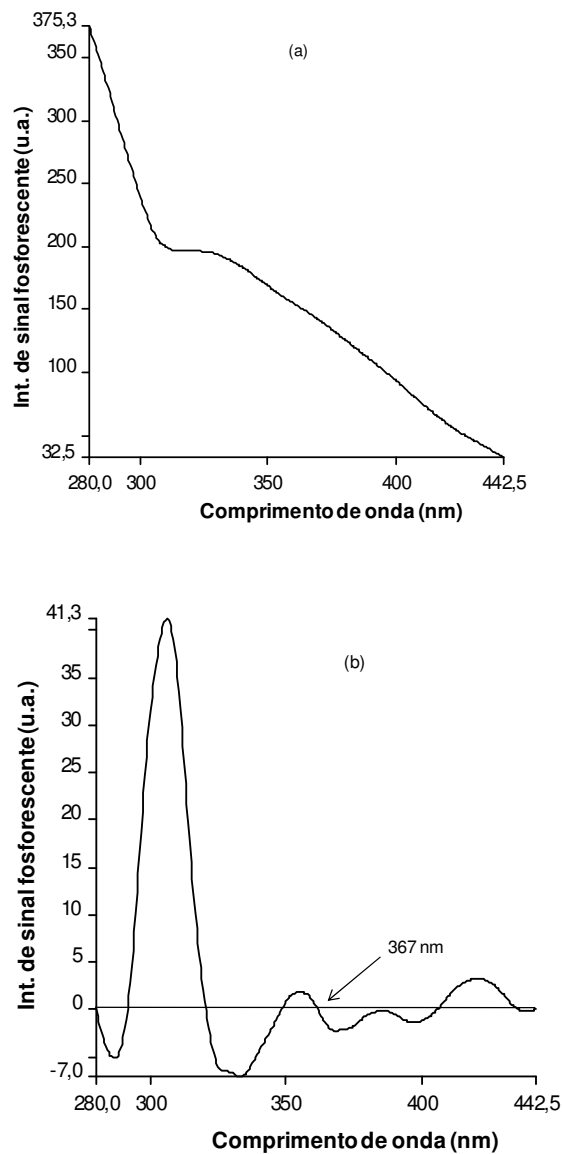 375,3
(a)
350
300
250
200
150
100
32,5
280,0 300 350 400 442,5
Int. de sinal fosforescente (u.a.)
Comprimento de onda (nm)
41,3
(b)
35
30
25
20
15
10
5
0
-7,0
367 nm
280,0 300 350 400 442,5
Int. de sinal fosforescente (u.a.)
Comprimento de onda (nm)